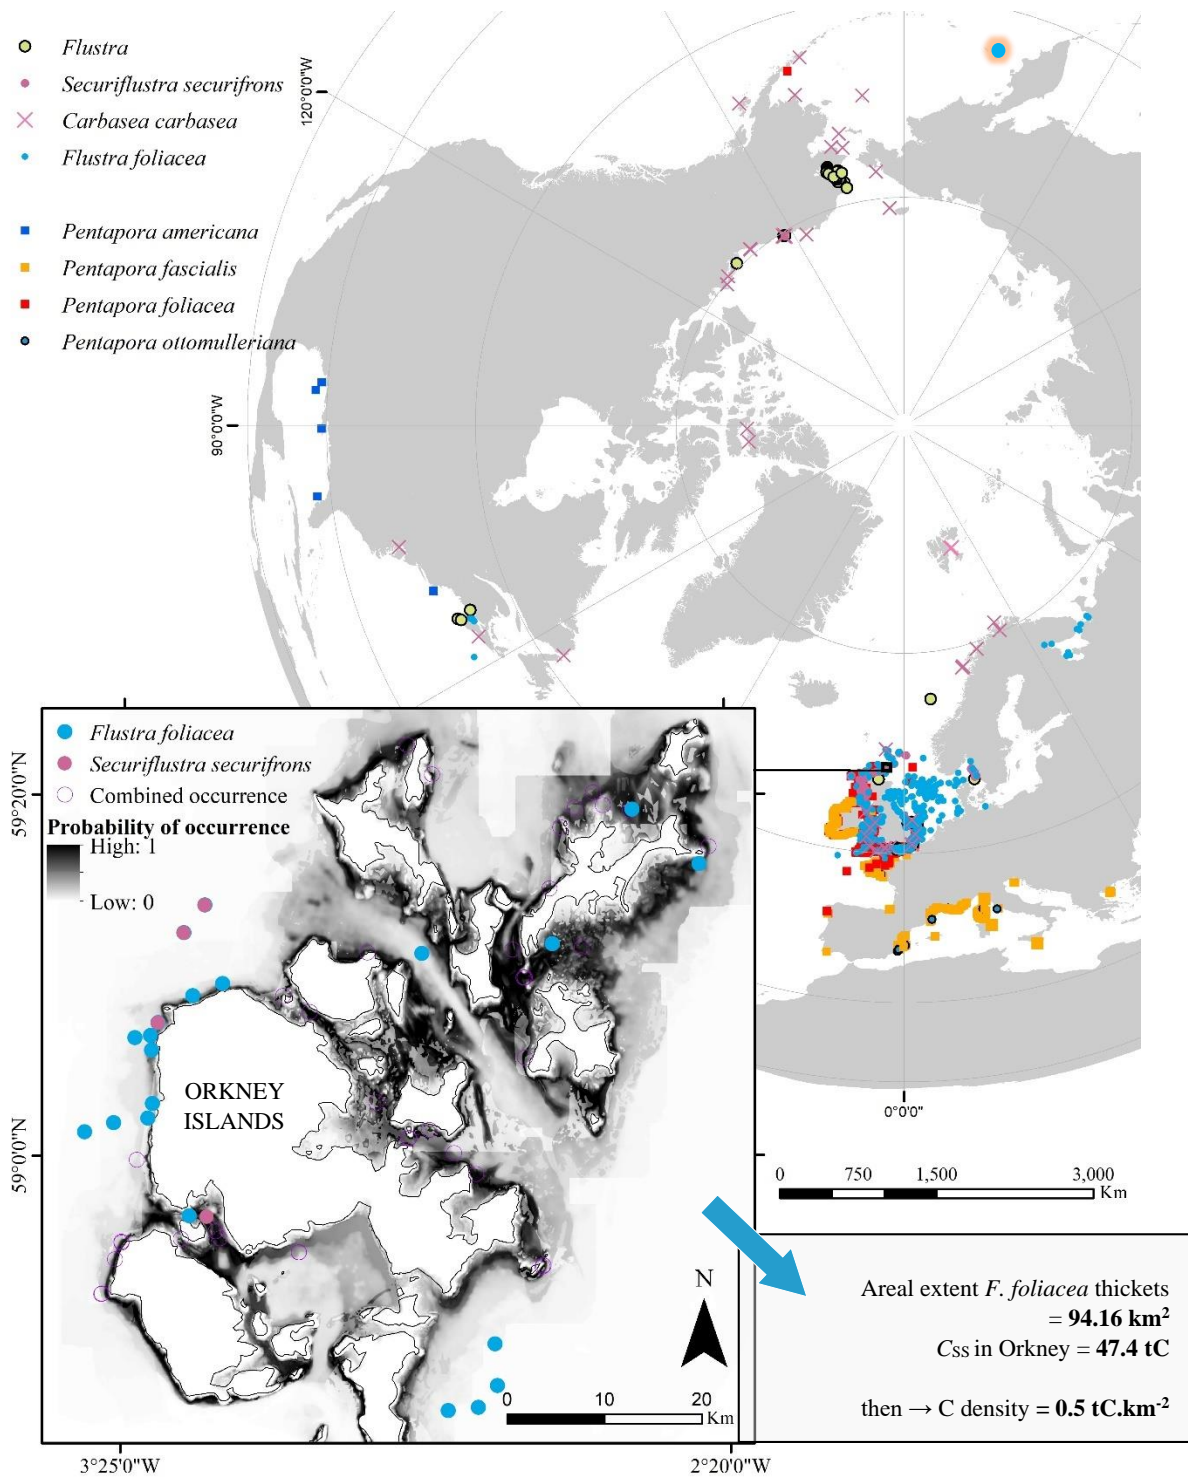 Flustra
Securiflustra securifrons
Carbasea carbasea
Flustra foliacea
Pentapora americana
Pentapora fascialis
Pentapora foliacea
Pentapora ottomulleriana
120°0'0"W
90°0'0"W
0°0'0"
0 750 1,500 3,000
Km
Flustra foliacea
Securiflustra securifrons
Combined occurrence
Probability of occurrence
High: 1
Low: 0
59°20'0"N
59°0'0"N
ORKNEY
ISLANDS
N
0 10 20
Km
3°25'0"W
2°20'0"W
Areal extent F. foliacea thickets
= 94.16 km²
Css in Orkney = 47.4 tC
then → C density = 0.5 tC.km⁻²